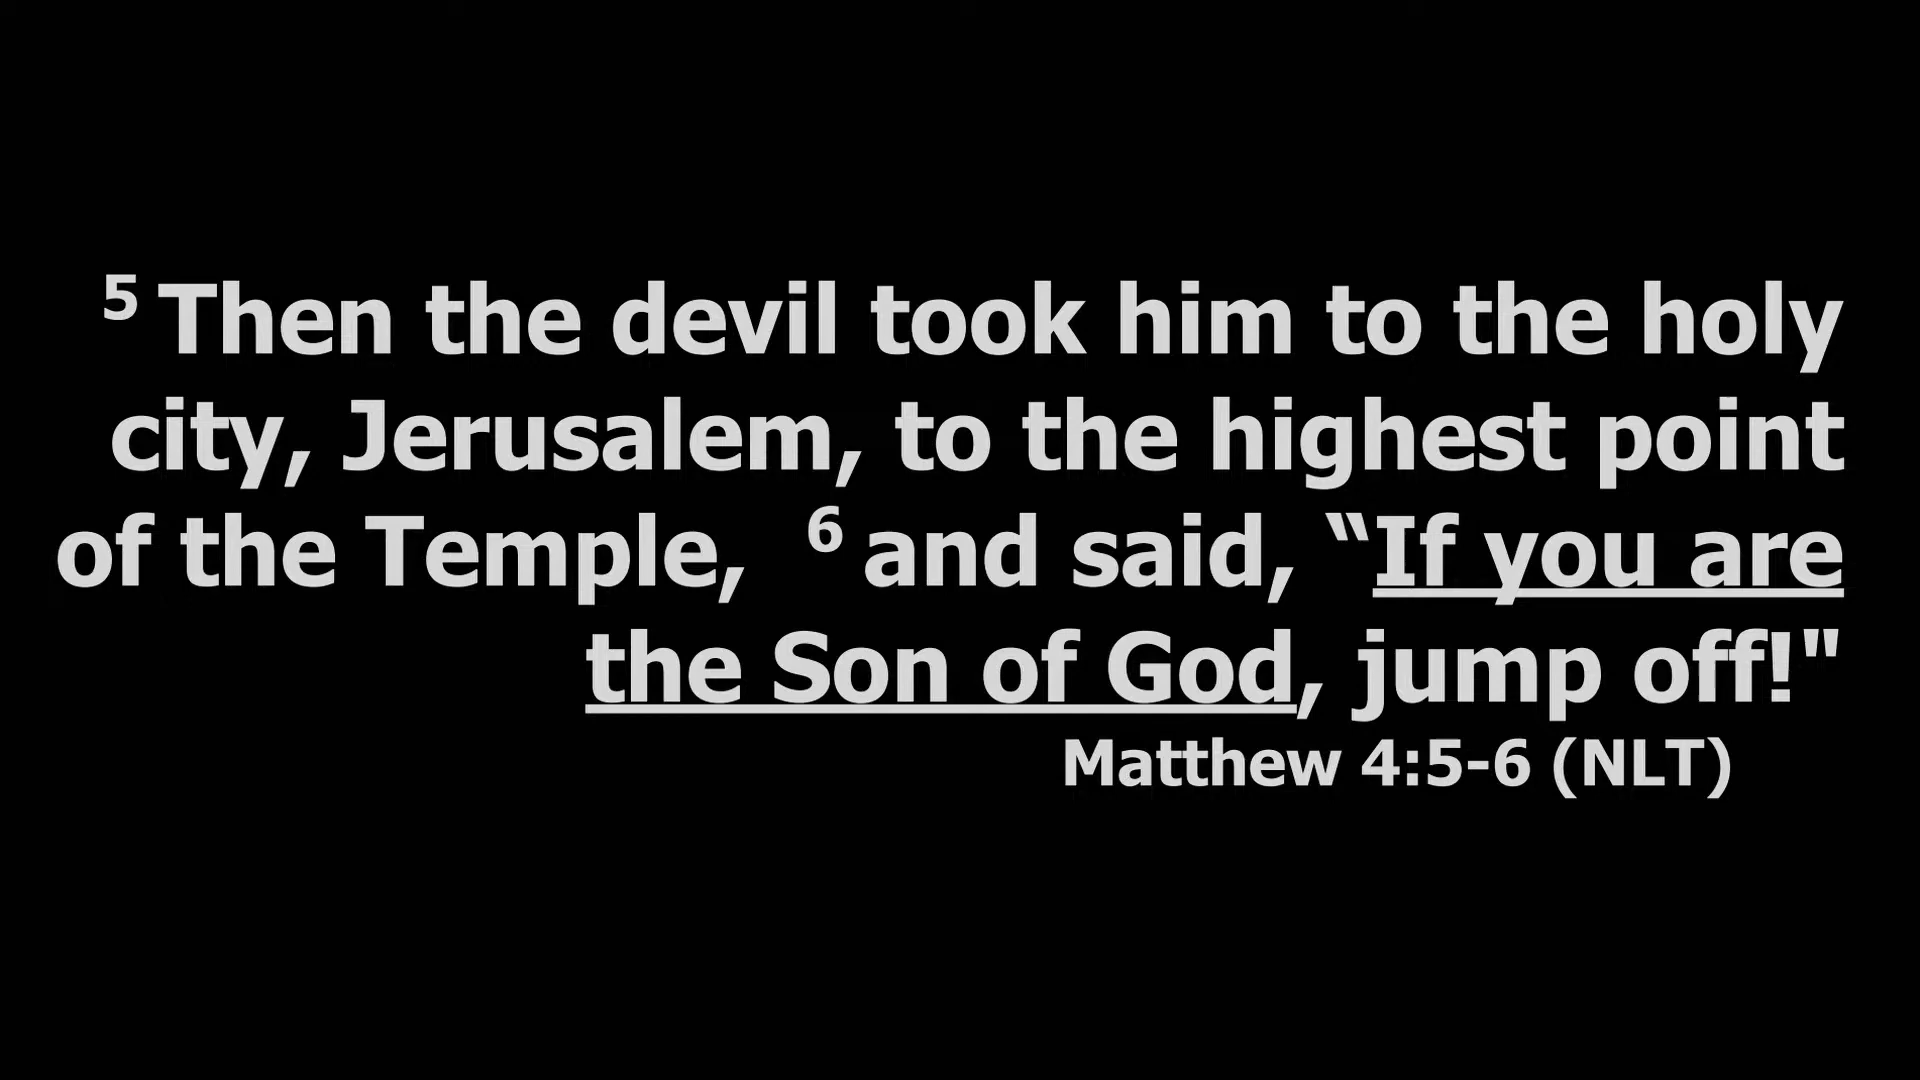 5 Then the devil took him to the holy
city, Jerusalem, to the highest point
of the Temple, 6 and said, “If you are
the Son of God, jump off!"
Matthew 4:5-6 (NLT)